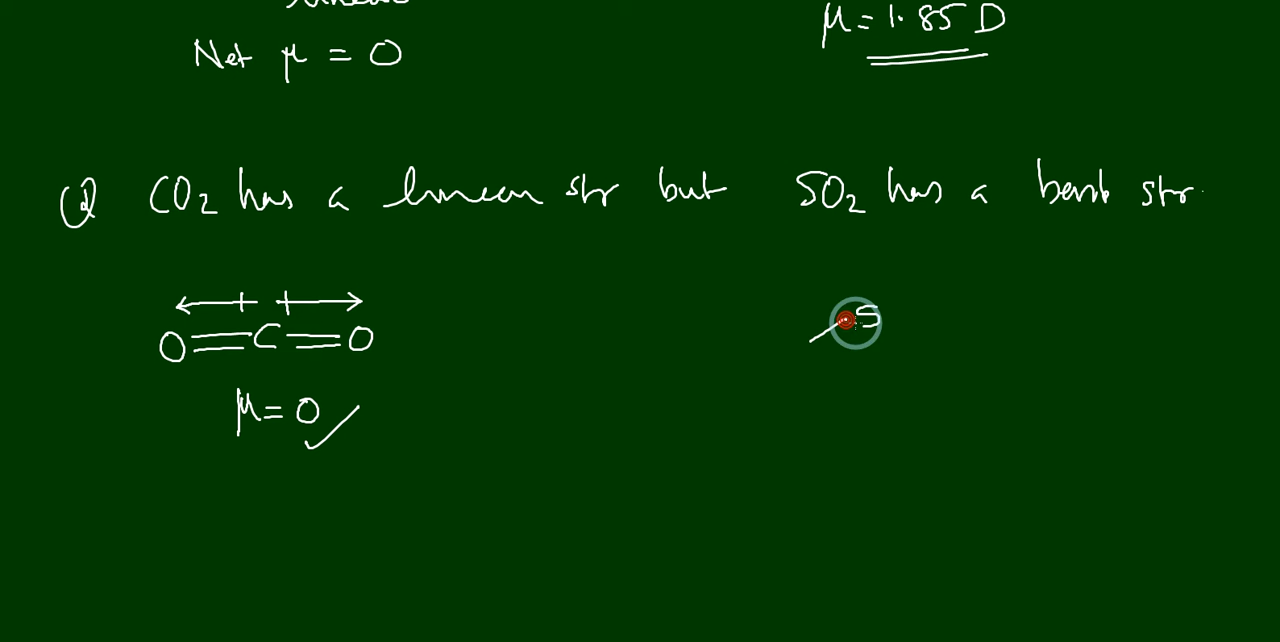 μ = 1.85 D
Net μ = 0
Q CO2 has a linear str but SO2 has a bent str.
O=C=O
S
μ = 0